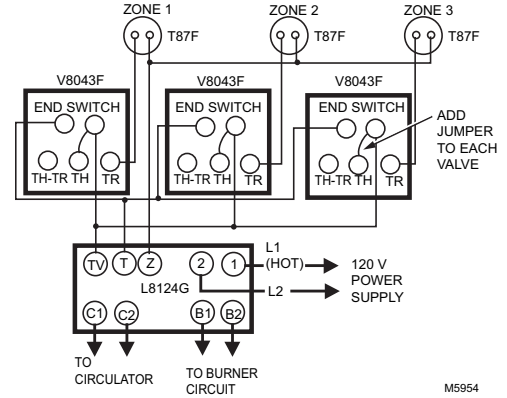 ZONE 1
ZONE 2
ZONE 3
T87F
T87F
T87F
V8043F
V8043F
V8043F
END SWITCH
END SWITCH
END SWITCH
TH-TR TH TR
TH-TR TH TR
TH-TR TH TR
ADD
JUMPER
TO EACH
VALVE
TV T Z 2 1
L8124G
L1
(HOT)
L2
120 V
POWER
SUPPLY
C1 C2 B1 B2
TO
CIRCULATOR
TO BURNER
CIRCUIT
M5954